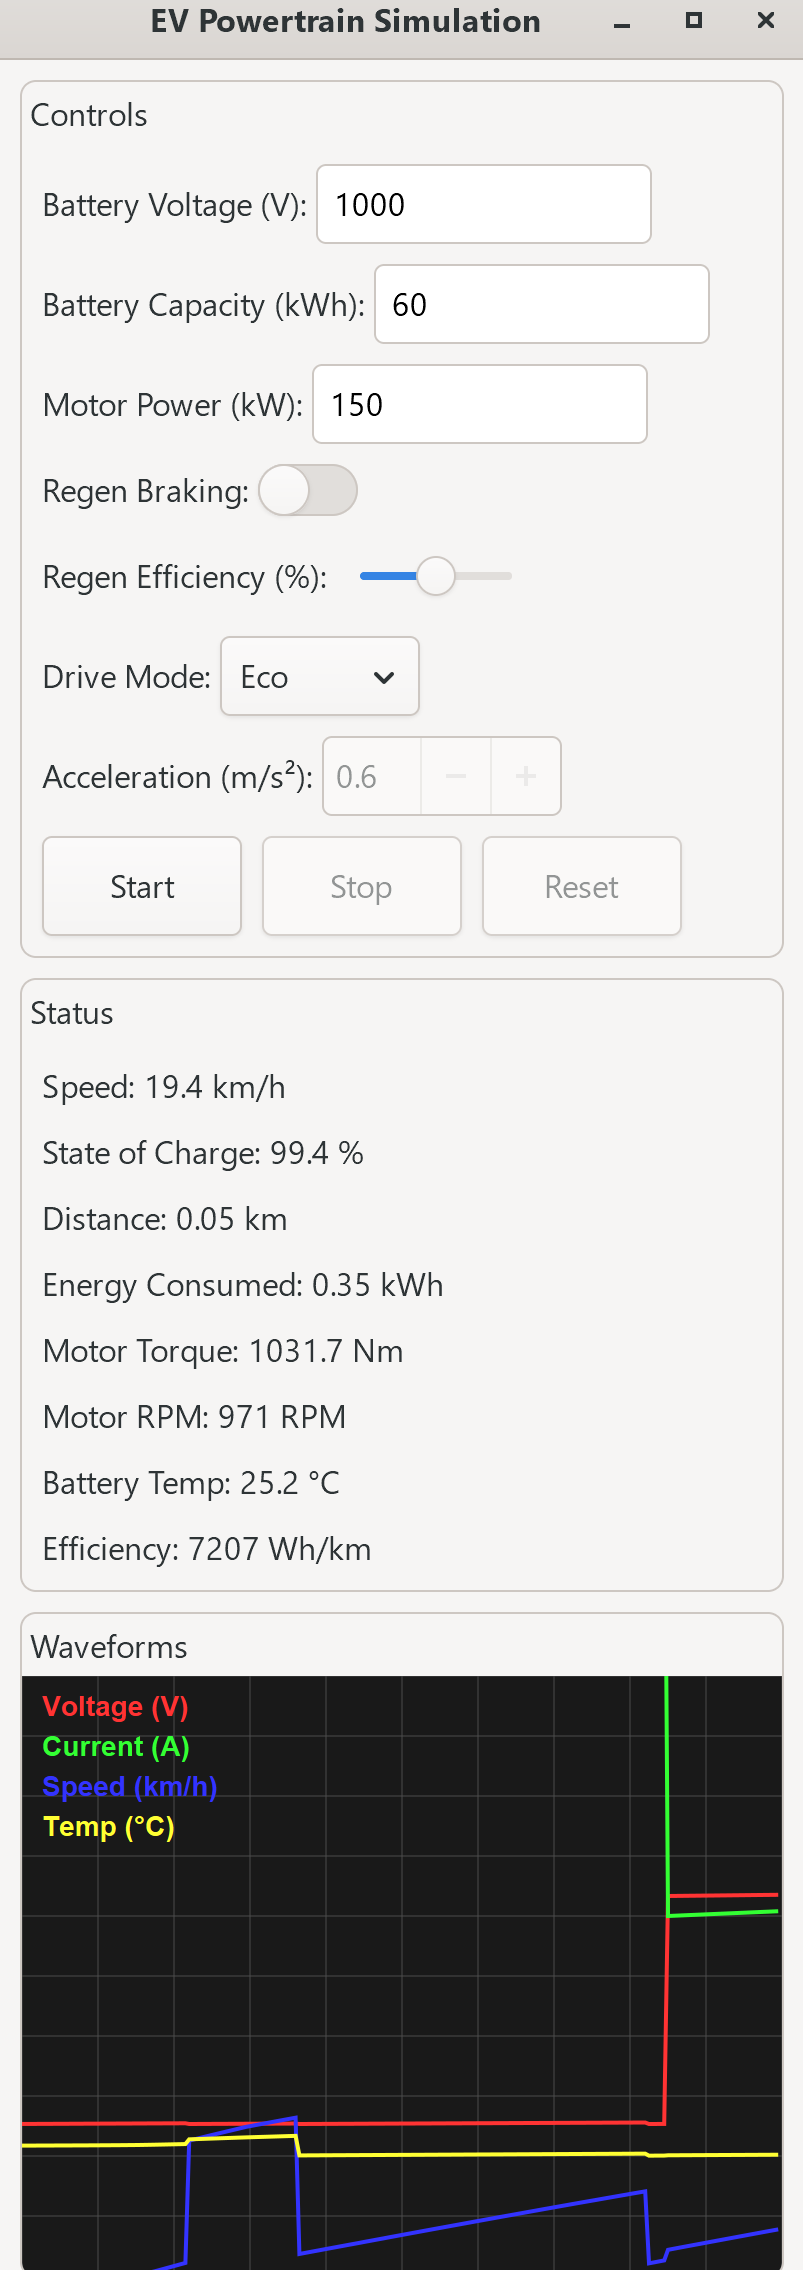 EV Powertrain Simulation
Controls
Battery Voltage (V): 1000
Battery Capacity (kWh): 60
Motor Power (kW): 150
Regen Braking:
Regen Efficiency (%):
Drive Mode: Eco
Acceleration (m/s²): 0.6
Start Stop Reset
Status
Speed: 19.4 km/h
State of Charge: 99.4 %
Distance: 0.05 km
Energy Consumed: 0.35 kWh
Motor Torque: 1031.7 Nm
Motor RPM: 971 RPM
Battery Temp: 25.2 °C
Efficiency: 7207 Wh/km
Waveforms
Voltage (V)
Current (A)
Speed (km/h)
Temp (°C)